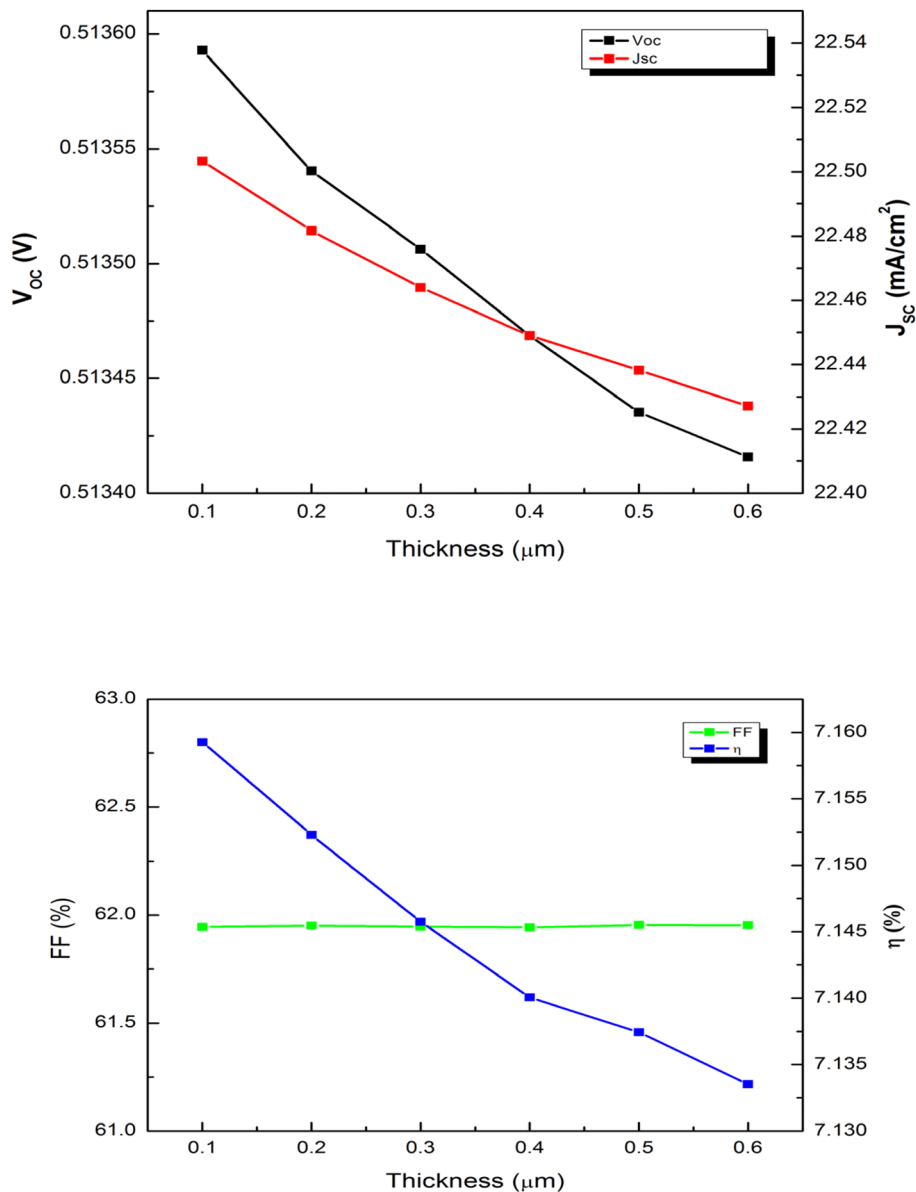 Voc
Jsc
0.51360
0.51355
0.51350
0.51345
0.51340
V_OC (V)
22.54
22.52
22.50
22.48
22.46
22.44
22.42
22.40
J_SC (mA/cm²)
0.1 0.2 0.3 0.4 0.5 0.6
Thickness (μm)
FF
η
63.0
62.5
62.0
61.5
61.0
FF (%)
7.160
7.155
7.150
7.145
7.140
7.135
7.130
η (%)
0.1 0.2 0.3 0.4 0.5 0.6
Thickness (μm)